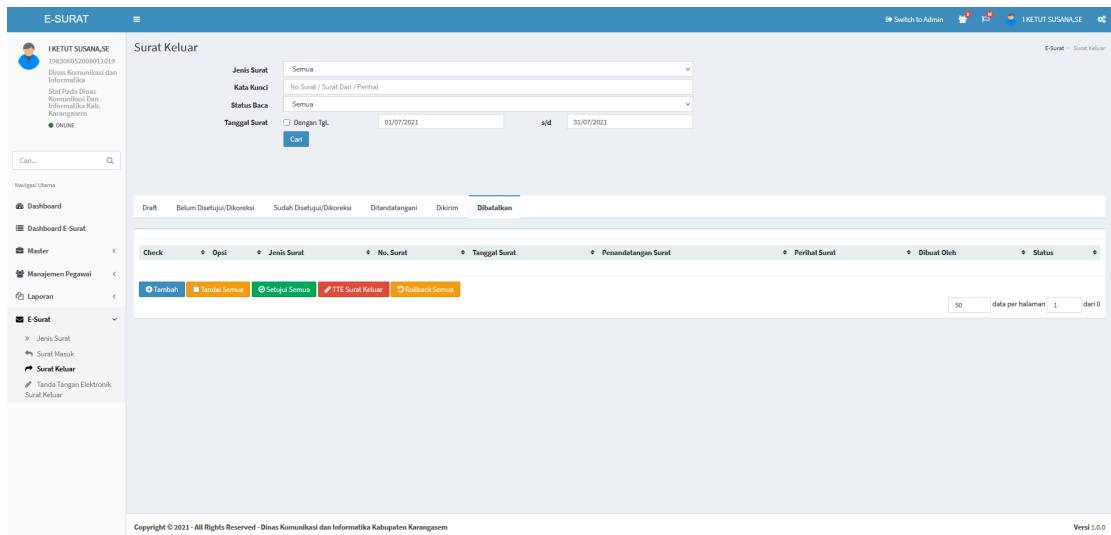 E-SURAT
Switch to Admin
I KETUT SUSANA,SE
I KETUT SUSANA,SE
198306052008011019
Dinas Komunikasi dan
Informatika
Staf Pada Dinas
Komunikasi Dan
Informatika Kab.
Karangasem
ONLINE
Cari...
Navigasi Utama
Dashboard
Dashboard E-Surat
Master
Manajemen Pegawai
Laporan
E-Surat
Jenis Surat
Surat Masuk
Surat Keluar
Tanda Tangan Elektronik
Surat Keluar
Surat Keluar
E-Surat > Surat Keluar
Jenis Surat Semua
Kata Kunci No Surat / Surat Dari / Perihal
Status Baca Semua
Tanggal Surat Dengan Tgl. 01/07/2021 s/d 31/07/2021
Cari
Draft Belum Disetujui/Dikoreksi Sudah Disetujui/Dikoreksi Ditandatangani Dikirim Dibatalkan
Check Opsi Jenis Surat No. Surat Tanggal Surat Penandatangan Surat Perihal Surat Dibuat Oleh Status
Tambah Tandai Semua Setujui Semua TTE Surat Keluar Rollback Semua
50 data per halaman 1 dari 0
Copyright © 2021 - All Rights Reserved - Dinas Komunikasi dan Informatika Kabupaten Karangasem
Versi 1.0.0